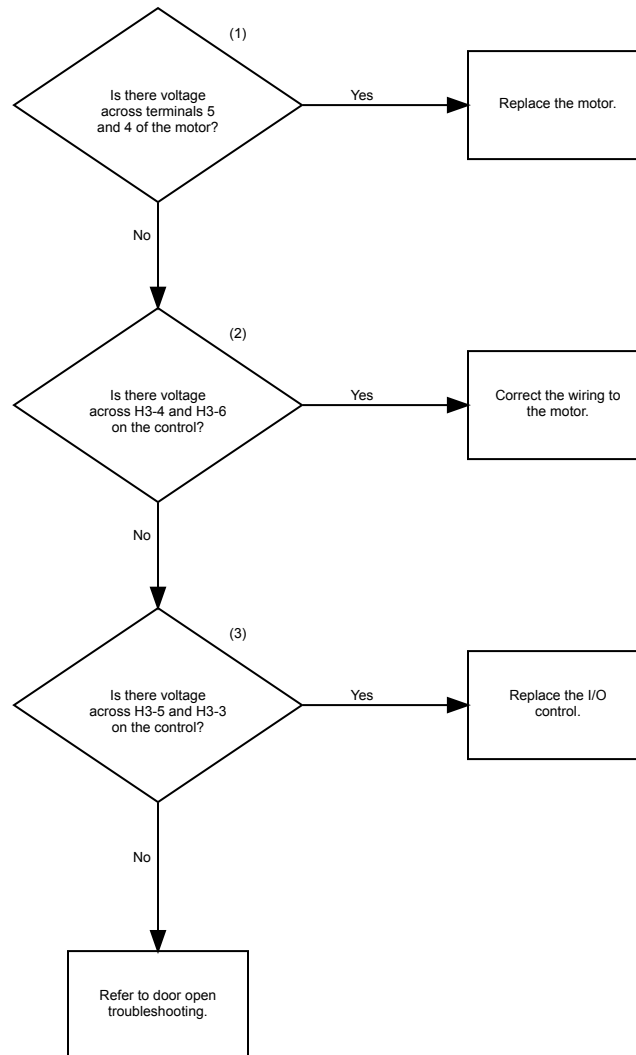 (1)
Is there voltage
across terminals 5
and 4 of the motor?
Yes
Replace the motor.
No
(2)
Is there voltage
across H3-4 and H3-6
on the control?
Yes
Correct the wiring to
the motor.
No
(3)
Is there voltage
across H3-5 and H3-3
on the control?
Yes
Replace the I/O
control.
No
Refer to door open
troubleshooting.